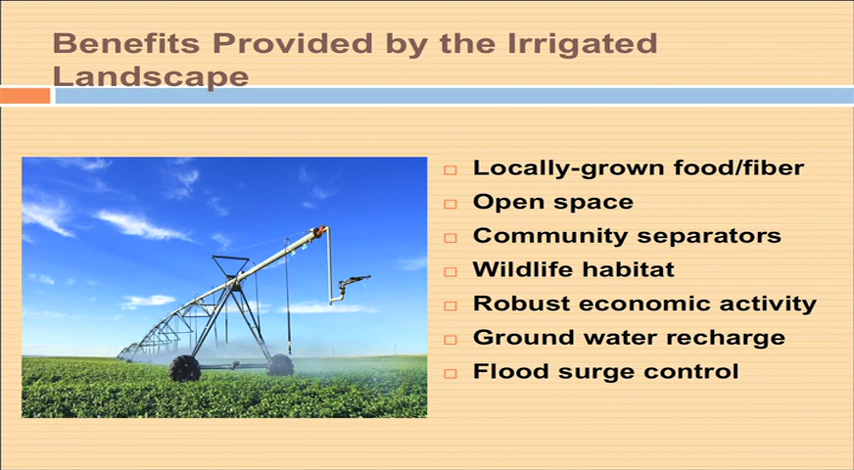 Benefits Provided by the Irrigated
Landscape
Locally-grown food/fiber
Open space
Community separators
Wildlife habitat
Robust economic activity
Ground water recharge
Flood surge control